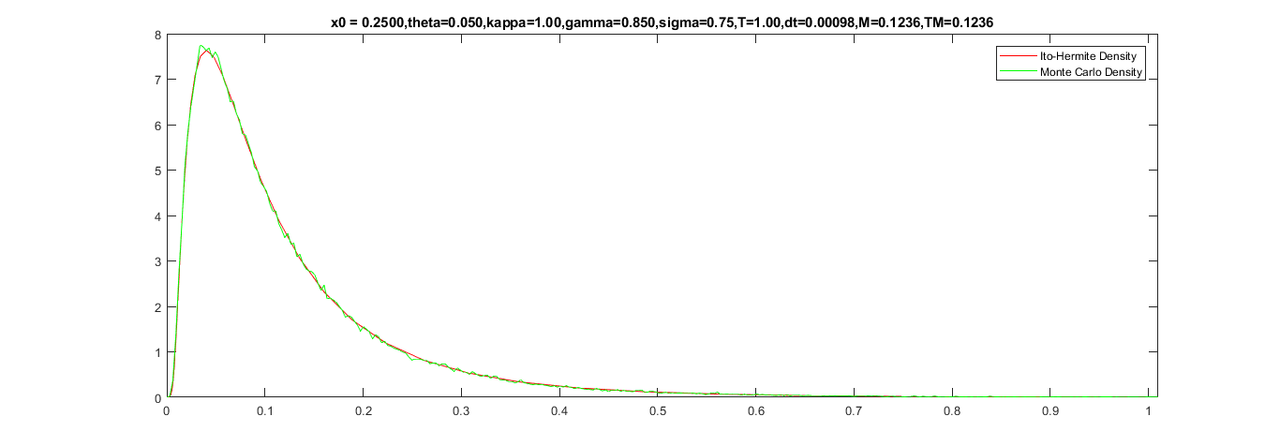 x0 = 0.2500,theta=0.050,kappa=1.00,gamma=0.850,sigma=0.75,T=1.00,dt=0.00098,M=0.1236,TM=0.1236
Ito-Hermite Density
Monte Carlo Density
8
7
6
5
4
3
2
1
0
0 0.1 0.2 0.3 0.4 0.5 0.6 0.7 0.8 0.9 1